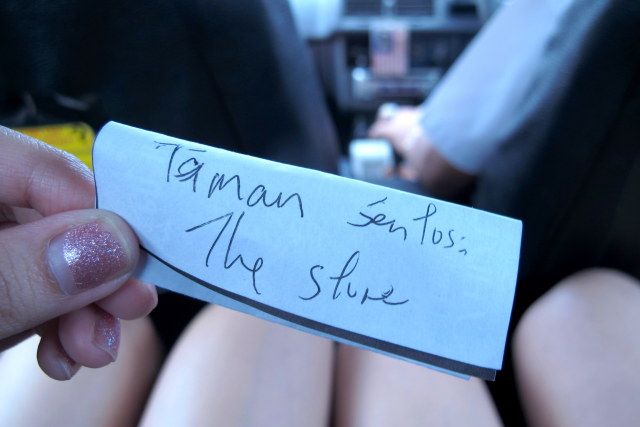 Taman Sentosa
The store